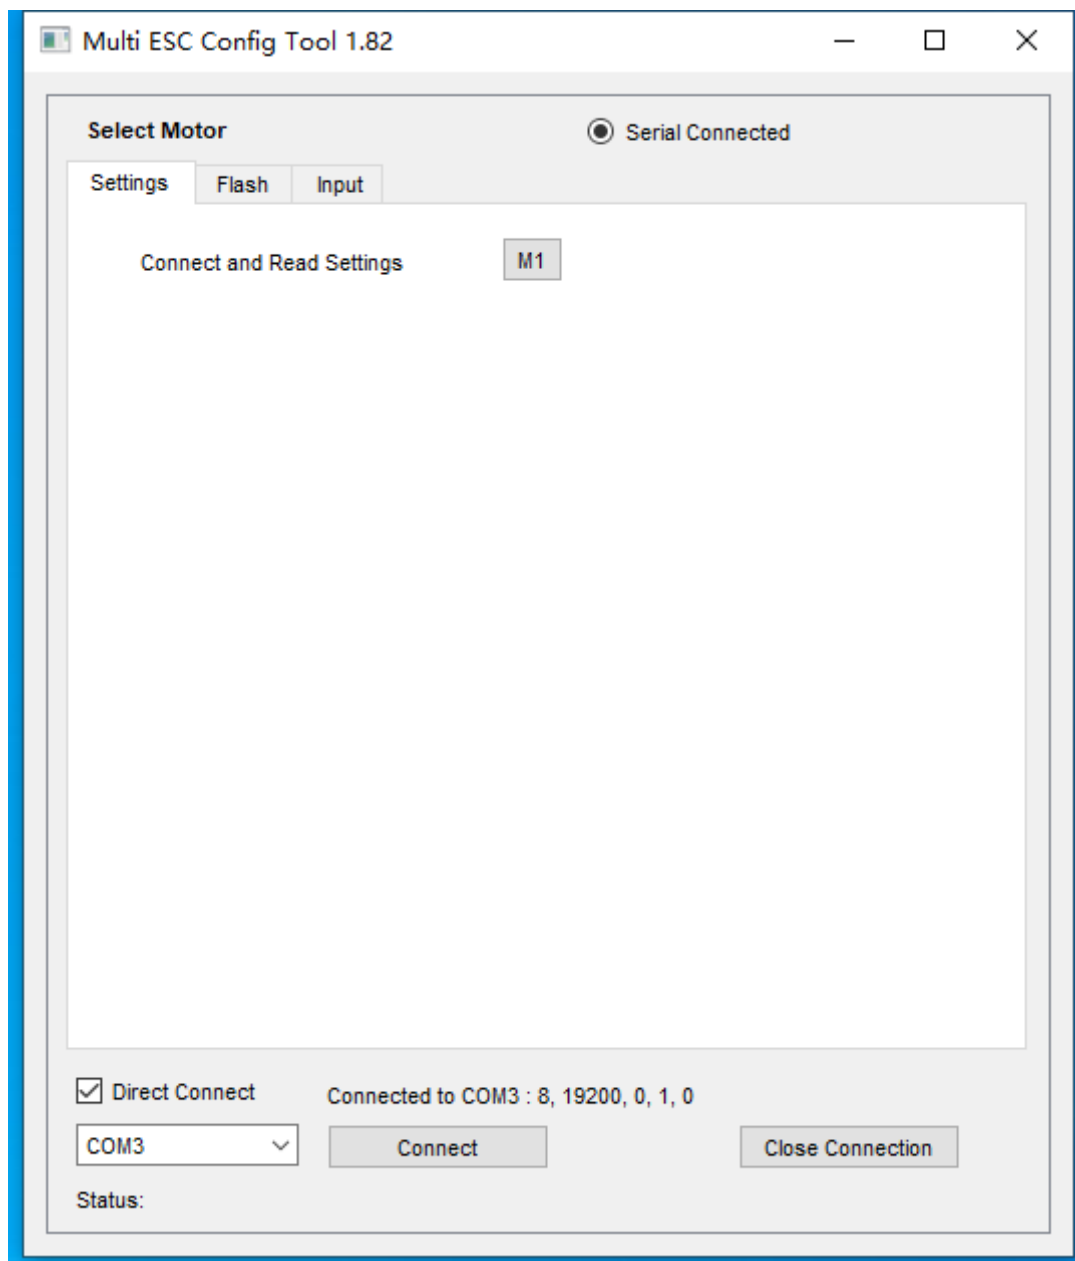 Multi ESC Config Tool 1.82
Select Motor
Serial Connected
Settings
Flash
Input
Connect and Read Settings
M1
Direct Connect
Connected to COM3 : 8, 19200, 0, 1, 0
COM3
Connect
Close Connection
Status: